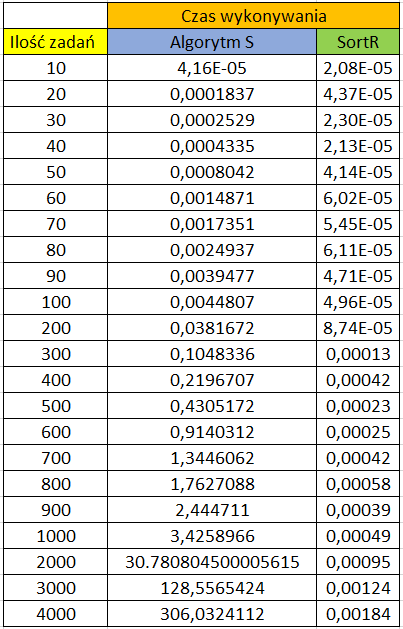 Czas wykonywania
Ilość zadań Algorytm S SortR
10 4,16E-05 2,08E-05
20 0,0001837 4,37E-05
30 0,0002529 2,30E-05
40 0,0004335 2,13E-05
50 0,0008042 4,14E-05
60 0,0014871 6,02E-05
70 0,0017351 5,45E-05
80 0,0024937 6,11E-05
90 0,0039477 4,71E-05
100 0,0044807 4,96E-05
200 0,0381672 8,74E-05
300 0,1048336 0,00013
400 0,2196707 0,00042
500 0,4305172 0,00023
600 0,9140312 0,00025
700 1,3446062 0,00042
800 1,7627088 0,00058
900 2,444711 0,00039
1000 3,4258966 0,00049
2000 30.780804500005615 0,00095
3000 128,5565424 0,00124
4000 306,0324112 0,00184